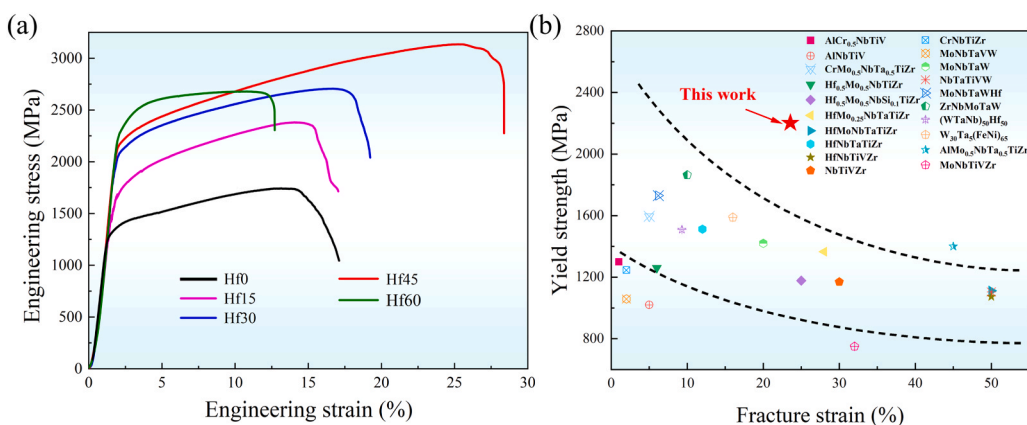 (a)
Engineering stress (MPa)
3000
2500
2000
1500
1000
500
0
Hf0
Hf15
Hf30
Hf45
Hf60
0 5 10 15 20 25 30
Engineering strain (%)
(b)
Yield strength (MPa)
2800
2400
2000
1600
1200
800
This work
AlCr0.5NbTiV
AlNbTiV
CrMo0.5NbTa0.5TiZr
Hf0.5Mo0.5NbTiZr
Hf0.5Mo0.5NbSi0.1TiZr
HfMo0.25NbTaTiZr
HfMoNbTaTiZr
HfNbTaTiZr
HfNbTiVZr
NbTiVZr
CrNbTiZr
MoNbTaVW
MoNbTaW
NbTaTiVW
MoNbTaWHf
ZrNbMoTaW
(WTaNb)50Hf50
W30Ta5(FeNi)65
AlMo0.5NbTa0.5TiZr
MoNbTiVZr
0 10 20 30 40 50
Fracture strain (%)